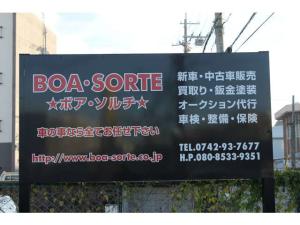 BOA・SORTE
★ボア・ソルチ★
車の事なら全てお任せ下さい
http://www.boa-sorte.co.jp
新車・中古車販売
買取り・鈑金塗装
オークション代行
車検・整備・保険
TEL.0742-93-7677
H.P.080-8533-9351